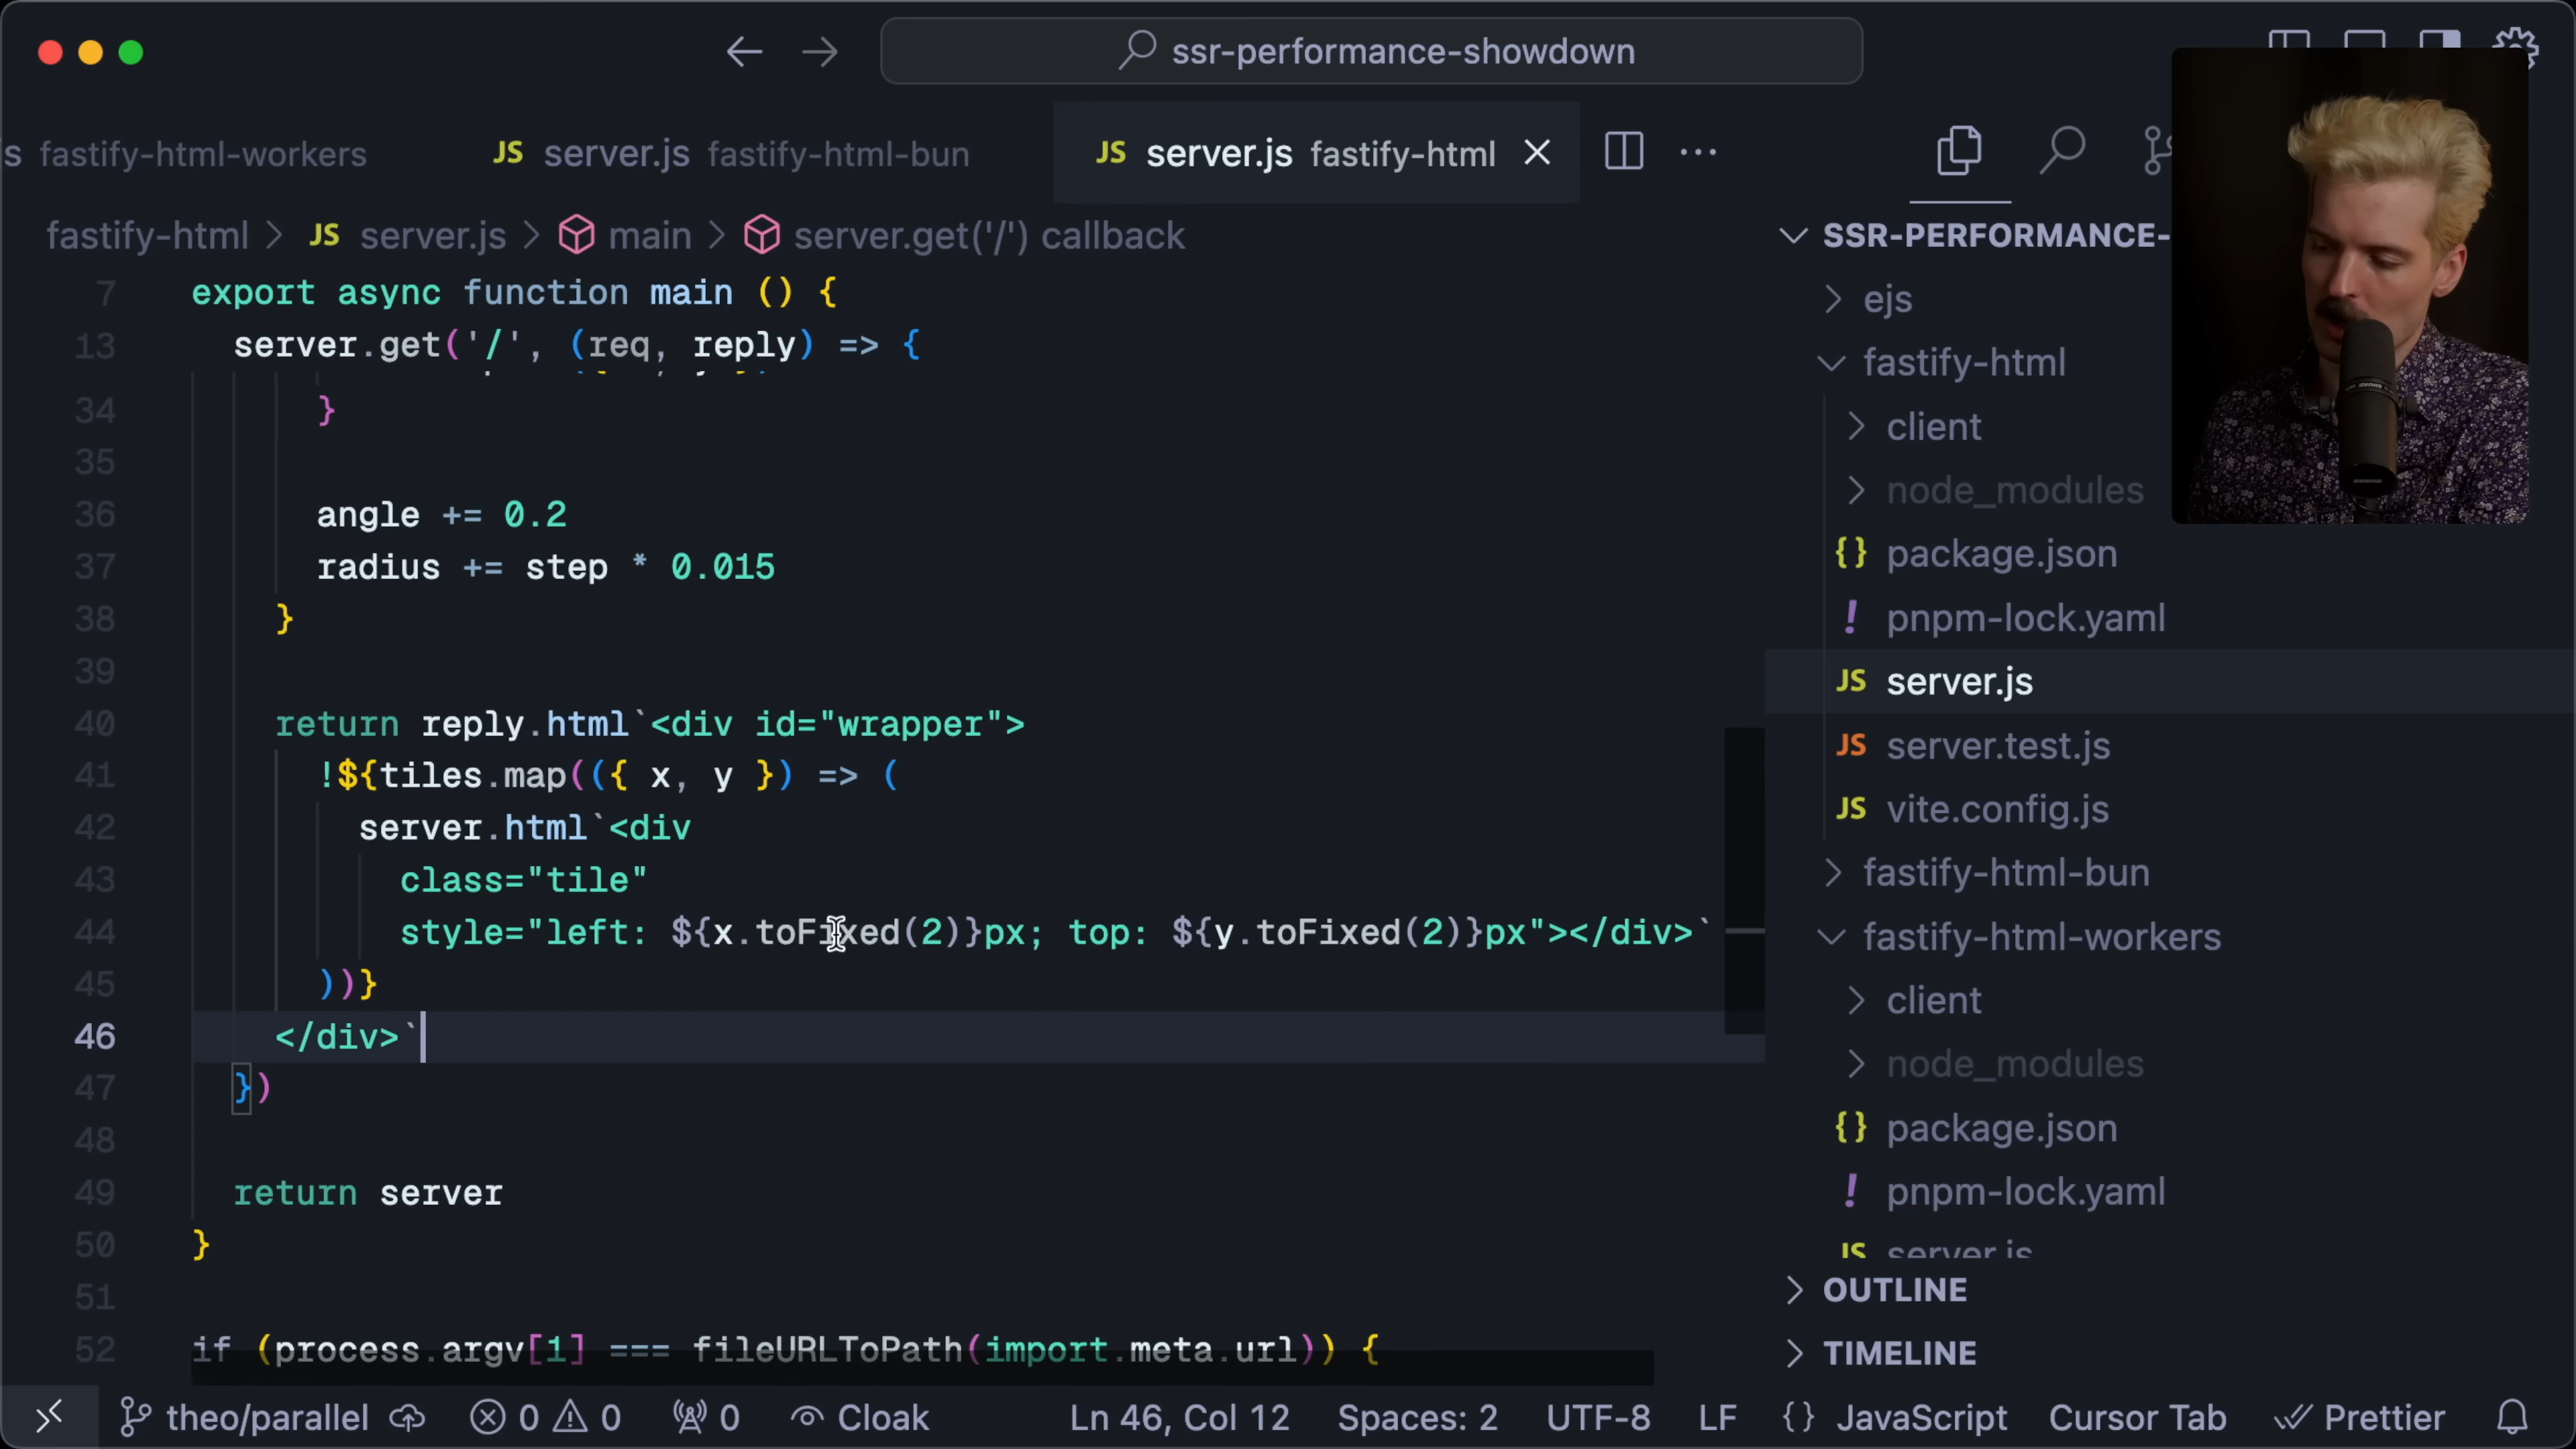 ssr-performance-showdown
s fastify-html-workers
JS server.js fastify-html-bun
JS server.js fastify-html
fastify-html > JS server.js > main > server.get('/') callback
7 export async function main () {
13 server.get('/', (req, reply) => {
34 }
35
36 angle += 0.2
37 radius += step * 0.015
38 }
39
40 return reply.html`<div id="wrapper">
41 !${tiles.map(({ x, y }) => (
42 server.html`<div
43 class="tile"
44 style="left: ${x.toFixed(2)}px; top: ${y.toFixed(2)}px"></div>`
45 ))}
46 </div>`
47 })
48
49 return server
50 }
51
52 if (process.argv[1] === fileURLToPath(import.meta.url)) {
SSR-PERFORMANCE-
ejs
fastify-html
client
node_modules
{} package.json
! pnpm-lock.yaml
JS server.js
JS server.test.js
JS vite.config.js
fastify-html-bun
fastify-html-workers
client
node_modules
{} package.json
! pnpm-lock.yaml
JS server.js
OUTLINE
TIMELINE
theo/parallel 0 0 0 Cloak Ln 46, Col 12 Spaces: 2 UTF-8 LF {} JavaScript Cursor Tab Prettier